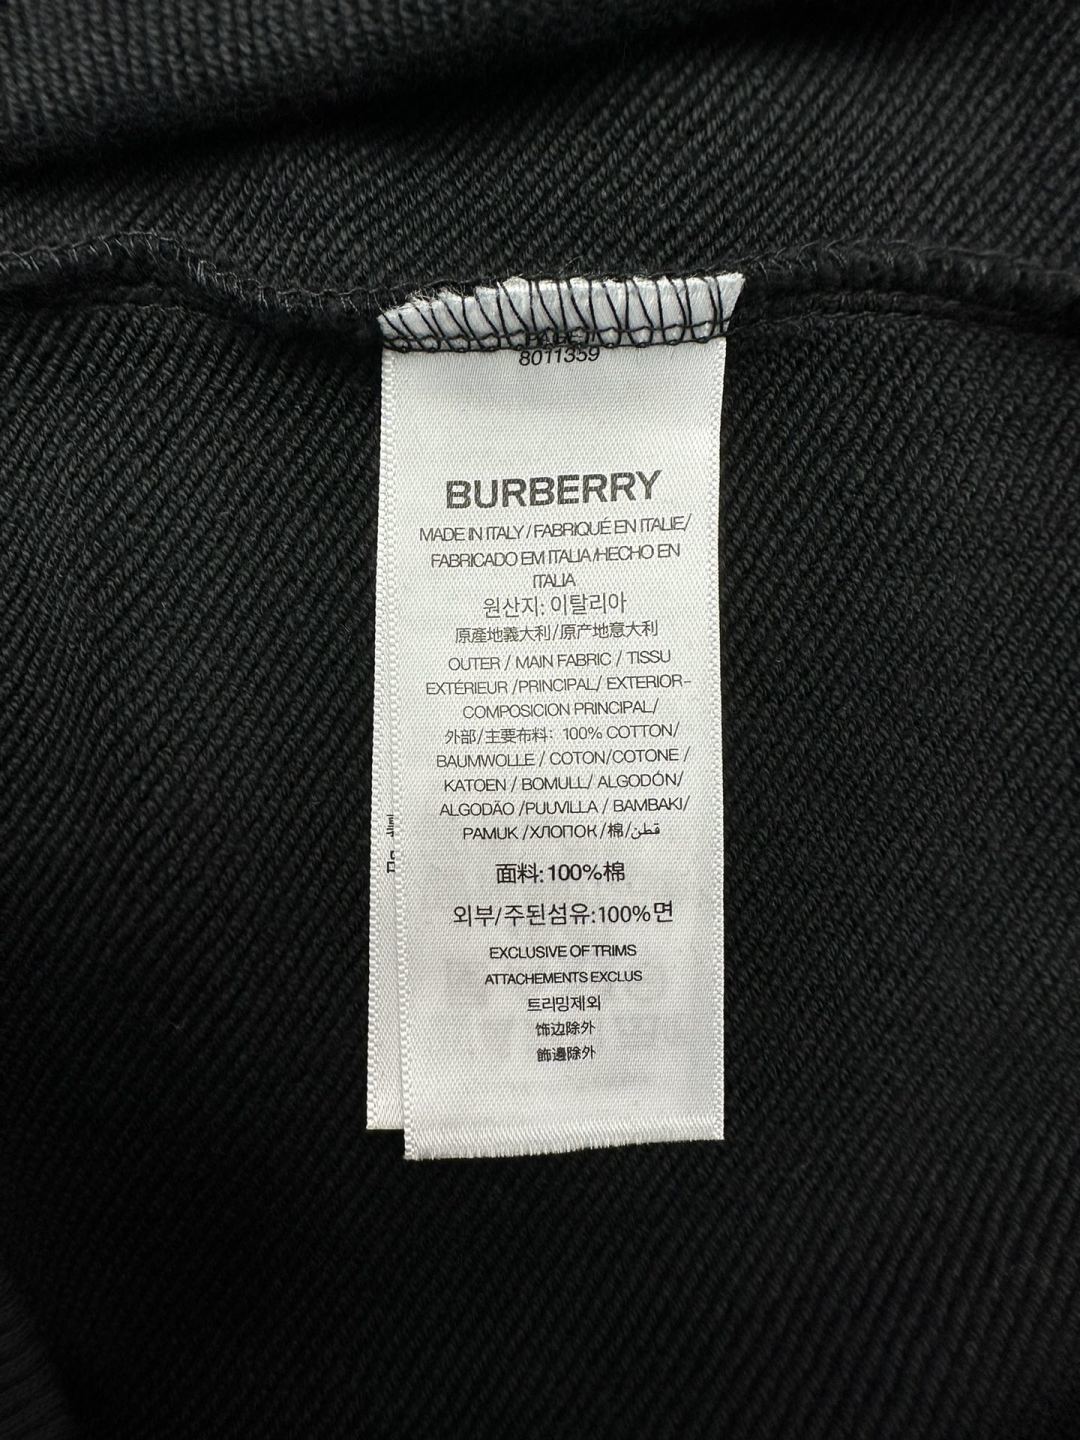 8011359
BURBERRY
MADE IN ITALY / FABRIQUÉ EN ITALIE/
FABRICADO EM ITALIA/HECHO EN
ITALIA
원산지: 이탈리아
原產地義大利/原产地意大利
OUTER / MAIN FABRIC / TISSU
EXTÉRIEUR /PRINCIPAL/ EXTERIOR-
COMPOSICION PRINCIPAL/
外部/主要布料: 100% COTTON/
BAUMWOLLE / COTON/COTONE /
KATOEN / BOMULL/ ALGODÓN/
ALGODÃO /PUUVILLA / BAMBAKI/
PAMUK /ХЛОПОК /棉/قطن
面料:100%棉
외부/주된섬유:100%면
EXCLUSIVE OF TRIMS
ATTACHEMENTS EXCLUS
트리밍제외
饰边除外
飾邊除外